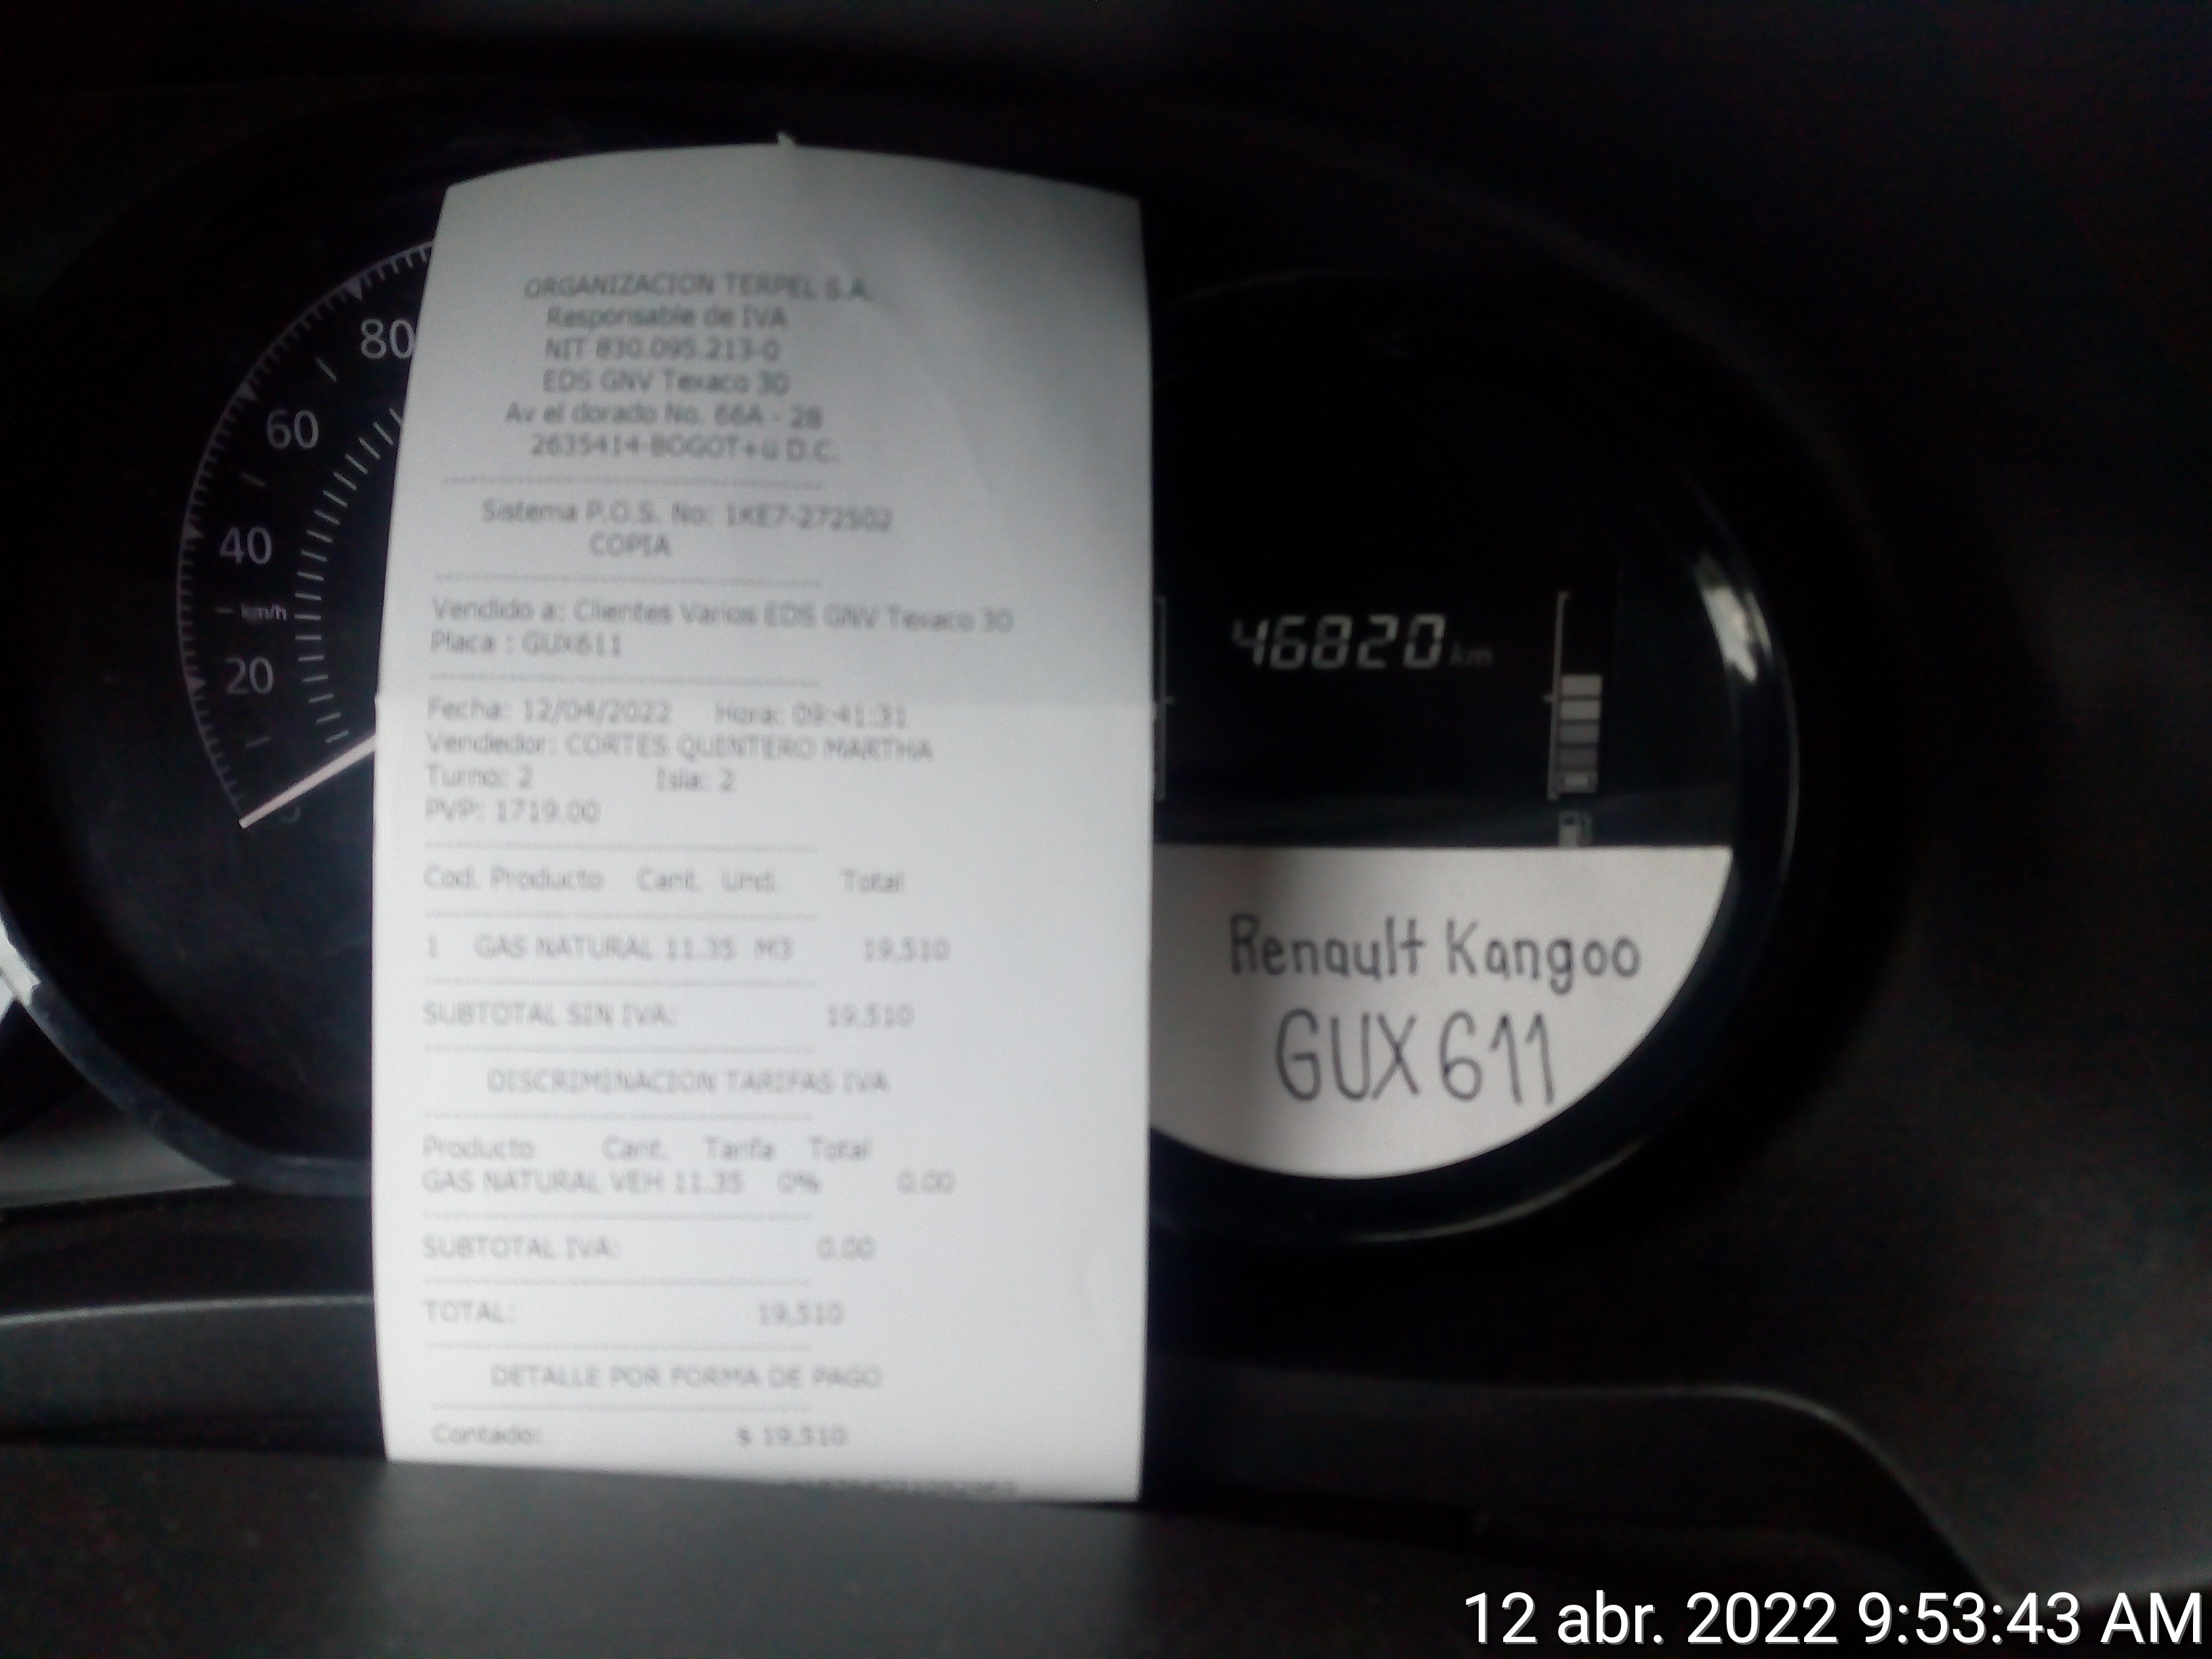 ORGANIZACION TERPEL S.A.
Responsable de IVA
NIT 830.095.213-0
EDS GNV Texaco 30
Av el dorado No. 66A - 28
2635414-BOGOT+ú D.C.
Sistema P.O.S. No: 1KE7-272502
COPIA
Vendido a: Clientes Varios EDS GNV Texaco 30
Placa : GUX611
Fecha: 12/04/2022 Hora: 09:41:31
Vendedor: CORTES QUINTERO MARTHA
Turno: 2 Isla: 2
PVP: 1719.00
Cod. Producto Cant. Und. Total
1 GAS NATURAL 11.35 M3 19,510
SUBTOTAL SIN IVA: 19,510
DISCRIMINACION TARIFAS IVA
Producto Cant. Tarifa Total
GAS NATURAL VEH 11.35 0% 0.00
SUBTOTAL IVA: 0.00
TOTAL: 19,510
DETALLE POR FORMA DE PAGO
Contado: $ 19,510
80
60
40
km/h
20
46820 km
Renault Kangoo
GUX 611
12 abr. 2022 9:53:43 AM